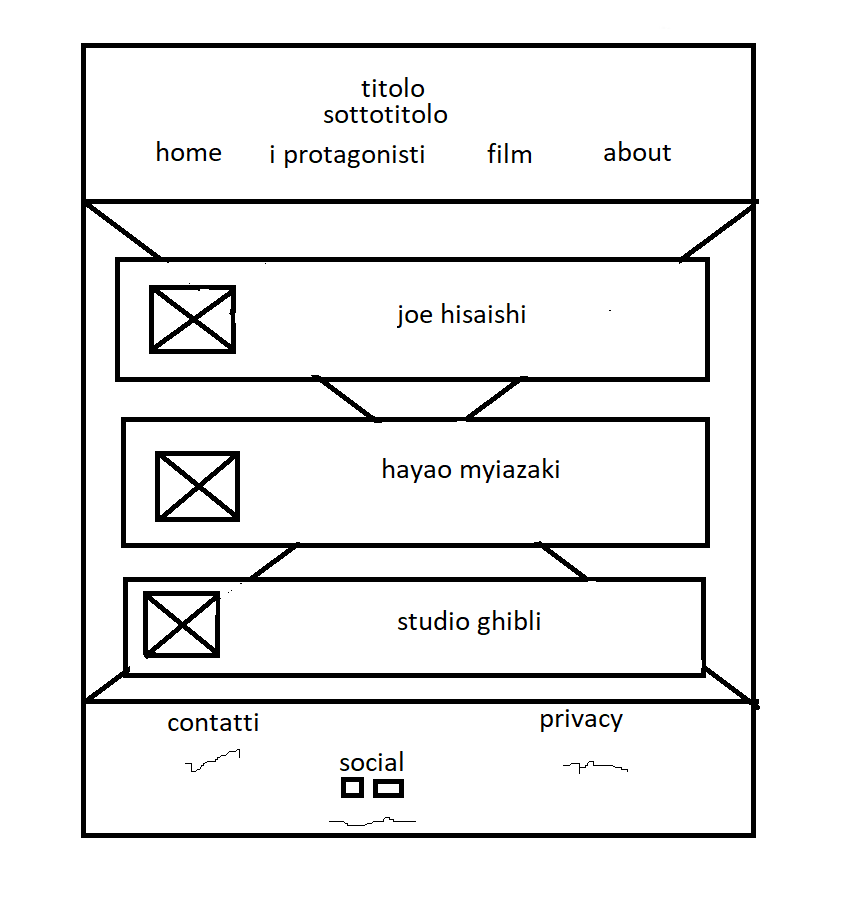 titolo
sottotitolo
home i protagonisti film about
joe hisaishi
hayao myiazaki
studio ghibli
contatti privacy
social